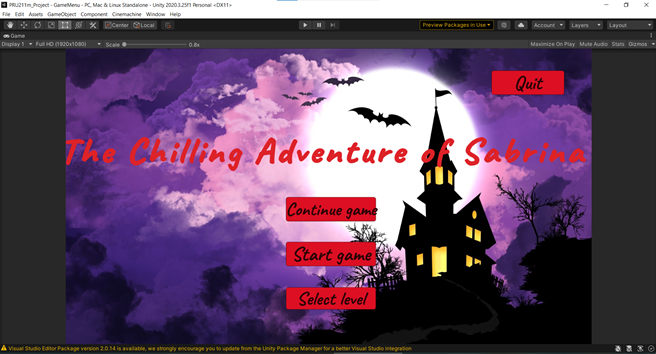 PRU211m_Project - GameMenu - PC, Mac & Linux Standalone - Unity 2020.3.25f1 Personal <DX11>
File Edit Assets GameObject Component Cinemachine Window Help
Center Local Preview Packages in Use Account Layers Layout
Game
Display 1 Full HD (1920x1080) Scale 0.8x Maximize On Play Mute Audio Stats Gizmos
Quit
The Chilling Adventure of Sabrina
Continue game
Start game
Select level
Visual Studio Editor Package version 2.0.14 is available, we strongly encourage you to update from the Unity Package Manager for a better Visual Studio integration